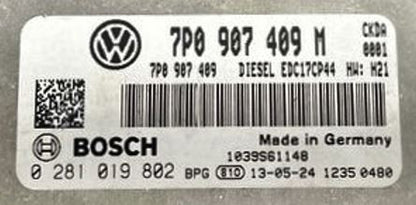 7P0 907 409 M CKDA
0001
7P0 907 409 DIESEL EDC17CP44 HW: H21
BOSCH
Made in Germany
1039S61148
0 281 019 802 BPG 810 13-05-24 1235 0480